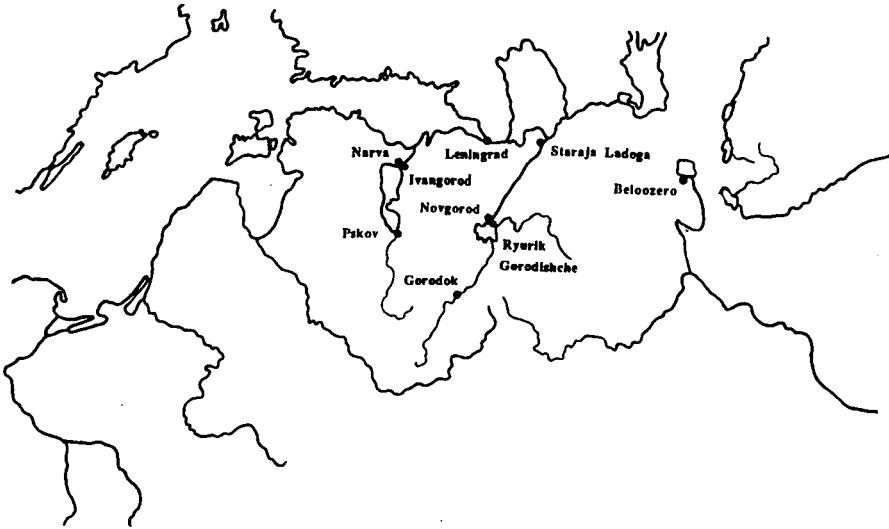 Narva
Leningrad
Staraja Ladoga
Ivangorod
Beloozero
Novgorod
Pskov
Ryurik
Gorodishche
Gorodok